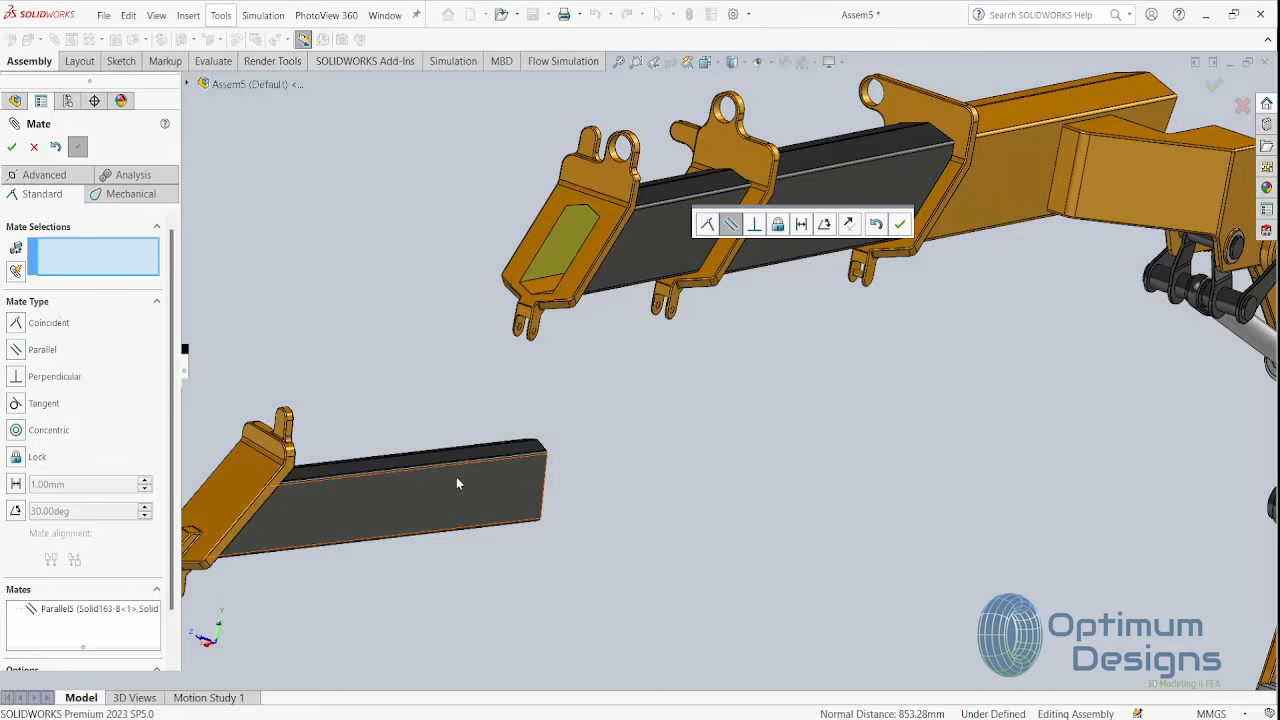 SOLIDWORKS
File
Edit
View
Insert
Tools
Simulation
PhotoView 360
Window
Assem5 *
Search SOLIDWORKS Help
Assembly
Layout
Sketch
Markup
Evaluate
Render Tools
SOLIDWORKS Add-Ins
Simulation
MBD
Flow Simulation
Assem5 (Default) <...
Mate
Advanced
Analysis
Standard
Mechanical
Mate Selections
Mate Type
Coincident
Parallel
Perpendicular
Tangent
Concentric
Lock
1.00mm
30.00deg
Mate alignment:
Mates
Parallel5 (Solid163-B<1>,Solid
Options
Y
Z
Optimum
Designs
3D Modeling & FEA
Model
3D Views
Motion Study 1
SOLIDWORKS Premium 2023 SP5.0
Normal Distance: 853.28mm
Under Defined
Editing Assembly
MMGS